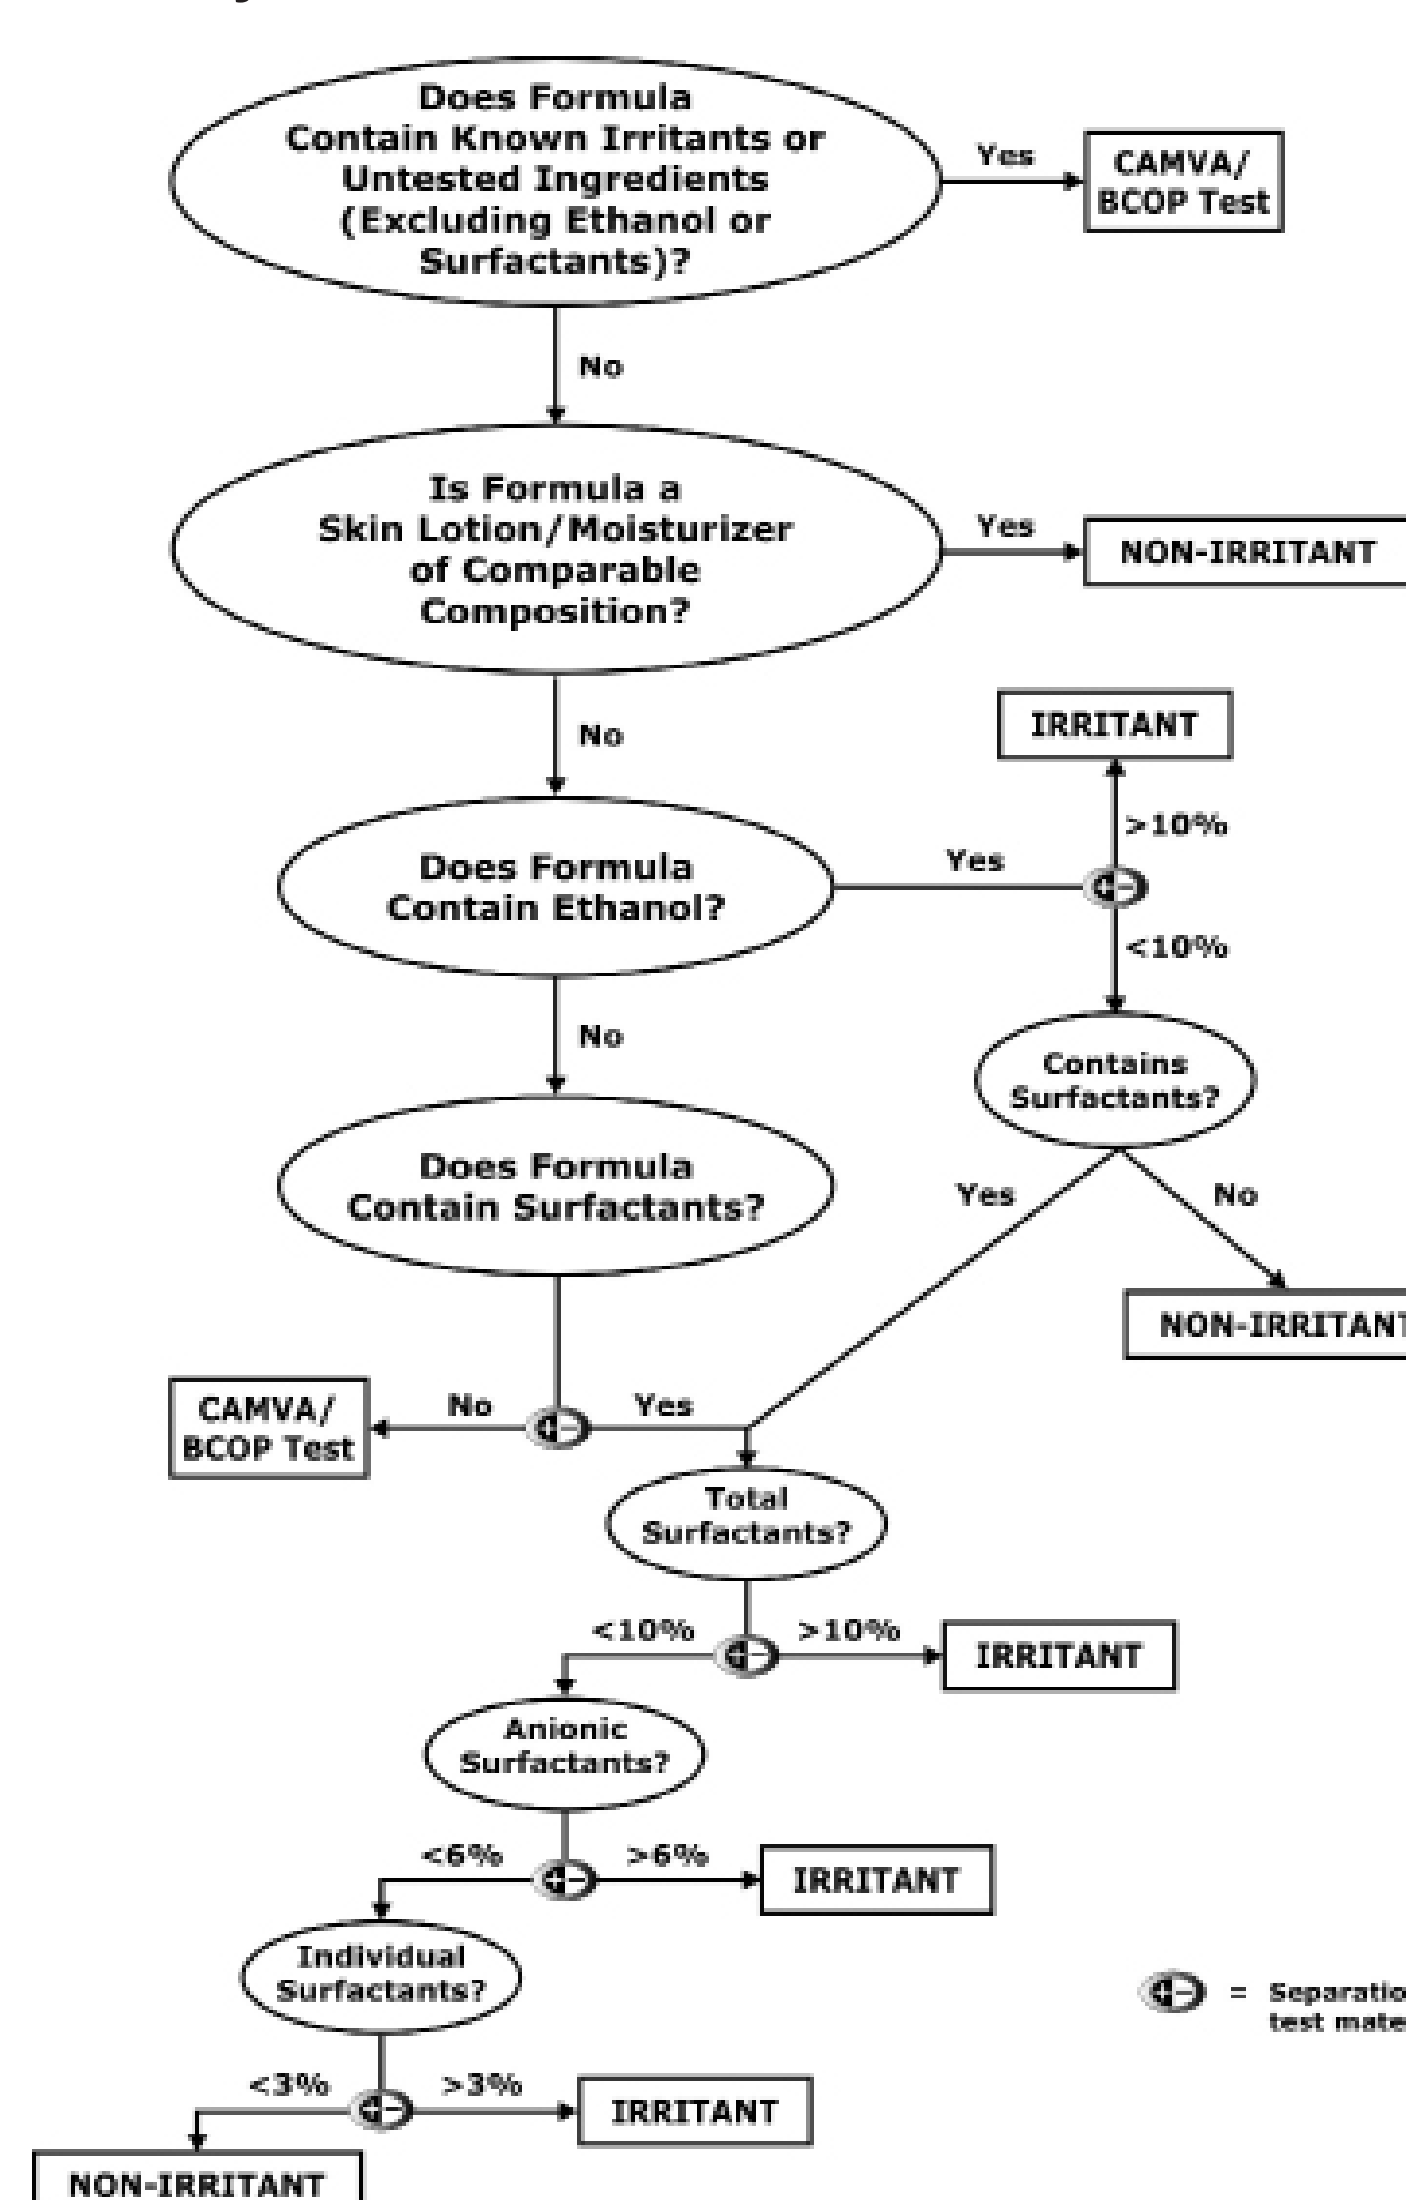 Does Formula
Contain Known Irritants or
Untested Ingredients
(Excluding Ethanol or
Surfactants)?
Yes
CAMVA/
BCOP Test
No
Is Formula a
Skin Lotion/Moisturizer
of Comparable
Composition?
Yes
NON-IRRITANT
No
IRRITANT
>10%
Does Formula
Contain Ethanol?
Yes
<10%
No
Contains
Surfactants?
Does Formula
Contain Surfactants?
Yes
No
NON-IRRITANT
CAMVA/
BCOP Test
No
Yes
Total
Surfactants?
<10%
>10%
IRRITANT
Anionic
Surfactants?
<6%
>6%
IRRITANT
Individual
Surfactants?
= Separatio
test mate
<3%
>3%
IRRITANT
NON-IRRITANT